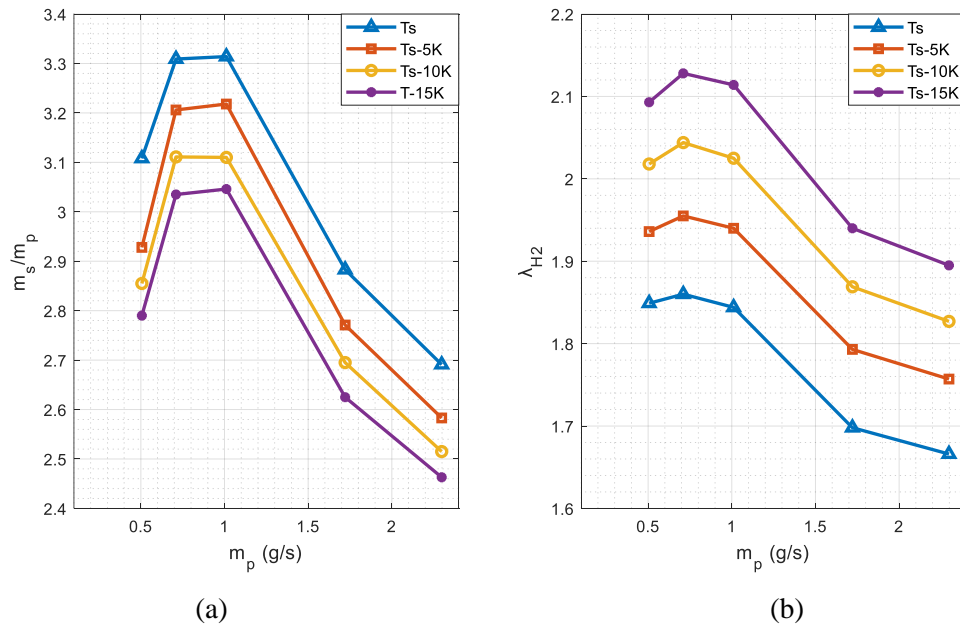 3.4
3.3
3.2
3.1
3
2.9
2.8
2.7
2.6
2.5
2.4
0.5 1 1.5 2
m_s/m_p
m_p (g/s)
Ts
Ts-5K
Ts-10K
T-15K
(a)
2.2
2.1
2
1.9
1.8
1.7
1.6
0.5 1 1.5 2
λ_H2
m_p (g/s)
Ts
Ts-5K
Ts-10K
Ts-15K
(b)